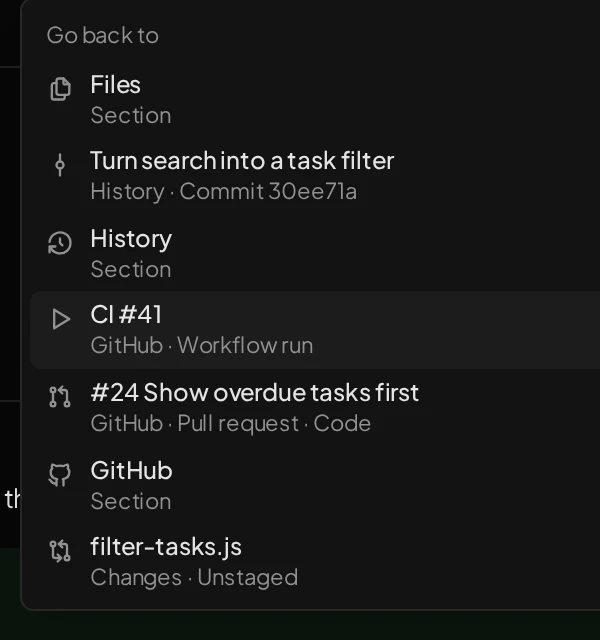 Go back to
Files
Section
Turn search into a task filter
History · Commit 30ee71a
History
Section
CI #41
GitHub · Workflow run
#24 Show overdue tasks first
GitHub · Pull request · Code
GitHub
Section
th
filter-tasks.js
Changes · Unstaged